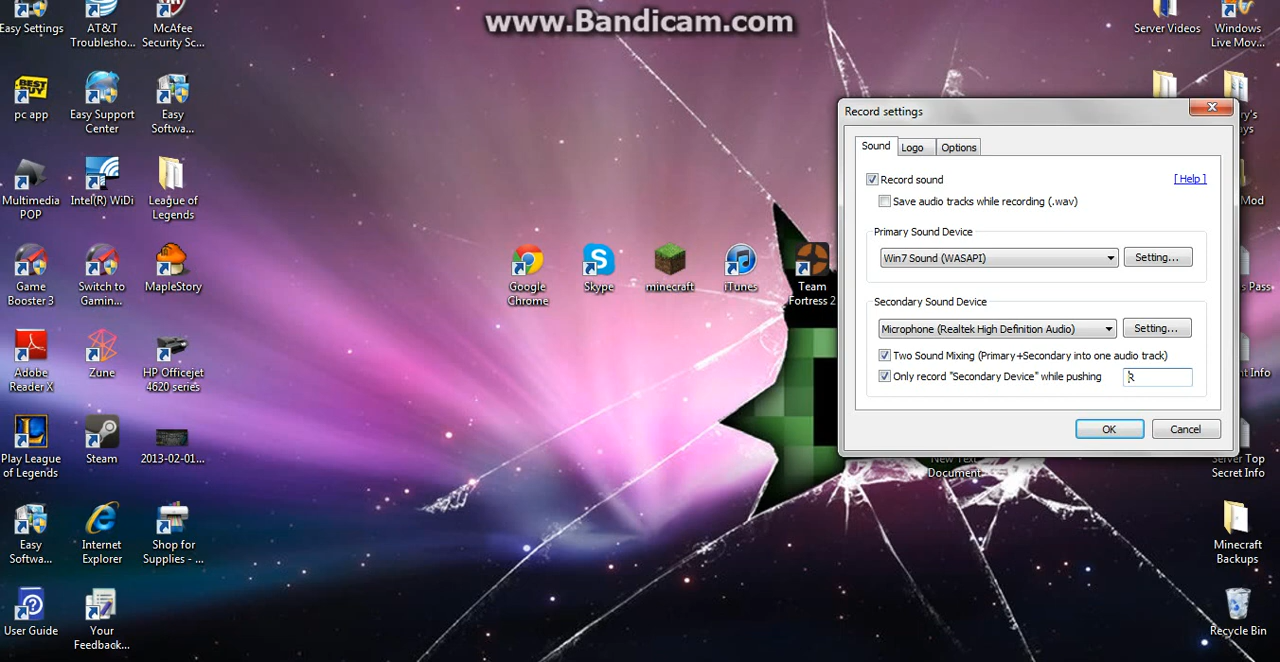 www.Bandicam.com
Easy Settings
AT&T
Troublesho...
McAfee
Security Sc...
Server Videos
Windows
Live Mov...
pc app
Easy Support
Center
Easy
Softwa...
Multimedia
POP
Intel(R) WiDi
League of
Legends
Game
Booster 3
Switch to
Gamin...
MapleStory
Google
Chrome
Skype
minecraft
iTunes
Team
Fortress 2
Adobe
Reader X
Zune
HP Officejet
4620 series
Play League
of Legends
Steam
2013-02-01...
Easy
Softwa...
Internet
Explorer
Shop for
Supplies - ...
User Guide
Your
Feedback...
Record settings
Sound
Logo
Options
Record sound
[ Help ]
Save audio tracks while recording (.wav)
Primary Sound Device
Win7 Sound (WASAPI)
Setting...
Secondary Sound Device
Microphone (Realtek High Definition Audio)
Setting...
Two Sound Mixing (Primary+Secondary into one audio track)
Only record "Secondary Device" while pushing
OK
Cancel
Mod
Pass
Info
New Text
Document
Server Top
Secret Info
Minecraft
Backups
Recycle Bin